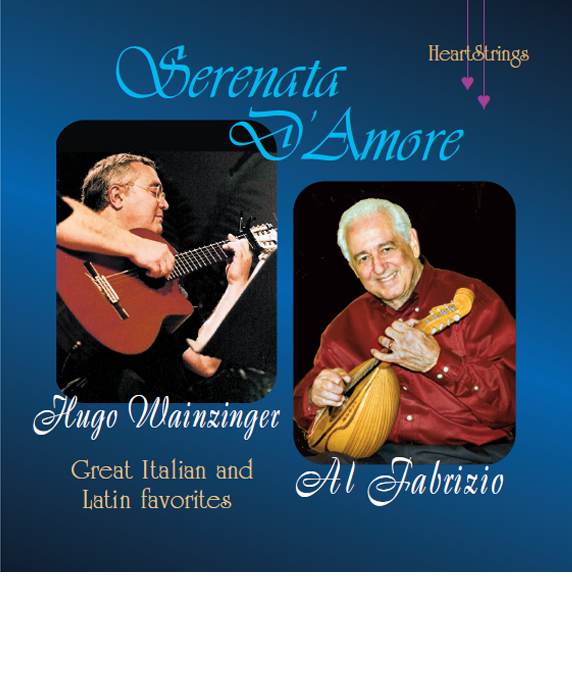 HeartStrings
Serenata
D'Amore
Hugo Wainzinger
Great Italian and
Latin favorites
Al Fabrizio